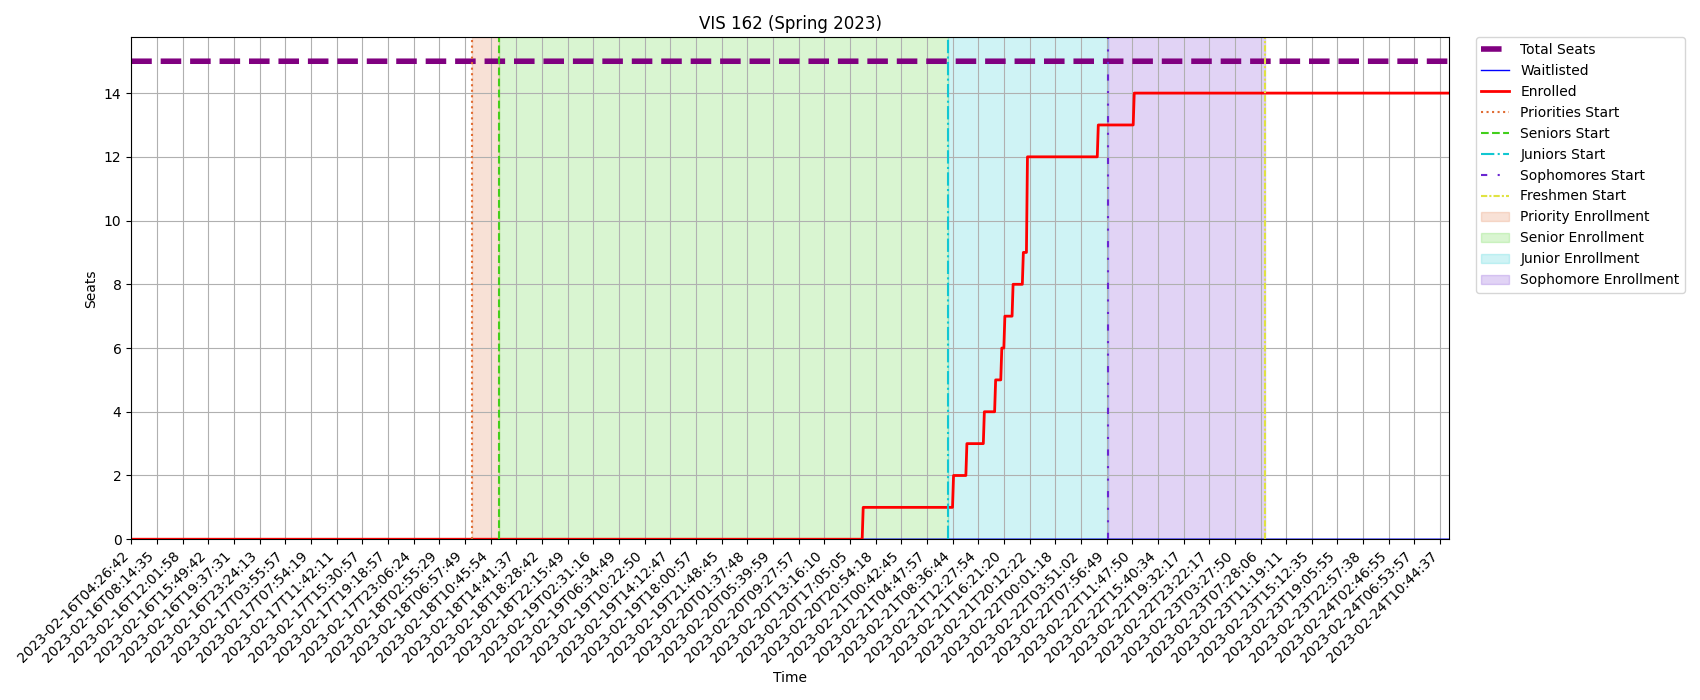 VIS 162 (Spring 2023)
Total Seats
Waitlisted
Enrolled
Priorities Start
Seniors Start
Juniors Start
Sophomores Start
Freshmen Start
Priority Enrollment
Senior Enrollment
Junior Enrollment
Sophomore Enrollment
Seats
14
12
10
8
6
4
2
0
2023-02-16T04:26:42
2023-02-16T08:14:35
2023-02-16T12:01:58
2023-02-16T15:49:42
2023-02-16T19:37:31
2023-02-16T23:24:13
2023-02-17T03:55:57
2023-02-17T07:54:19
2023-02-17T11:42:11
2023-02-17T15:30:57
2023-02-17T19:18:57
2023-02-17T23:06:24
2023-02-18T02:55:29
2023-02-18T06:57:49
2023-02-18T10:45:54
2023-02-18T14:41:37
2023-02-18T18:28:42
2023-02-18T22:15:49
2023-02-19T02:31:16
2023-02-19T06:34:49
2023-02-19T10:22:50
2023-02-19T14:12:47
2023-02-19T18:00:57
2023-02-19T21:48:45
2023-02-20T01:37:48
2023-02-20T05:39:59
2023-02-20T09:27:57
2023-02-20T13:16:10
2023-02-20T17:05:05
2023-02-20T20:54:18
2023-02-21T00:42:45
2023-02-21T04:47:57
2023-02-21T08:36:44
2023-02-21T12:27:54
2023-02-21T16:21:20
2023-02-21T20:12:22
2023-02-22T00:01:18
2023-02-22T03:51:02
2023-02-22T07:56:49
2023-02-22T11:47:50
2023-02-22T15:40:34
2023-02-22T19:32:17
2023-02-22T23:22:17
2023-02-23T03:27:50
2023-02-23T07:28:06
2023-02-23T11:19:11
2023-02-23T15:12:35
2023-02-23T19:05:55
2023-02-23T22:57:38
2023-02-24T02:46:55
2023-02-24T06:53:57
2023-02-24T10:44:37
Time